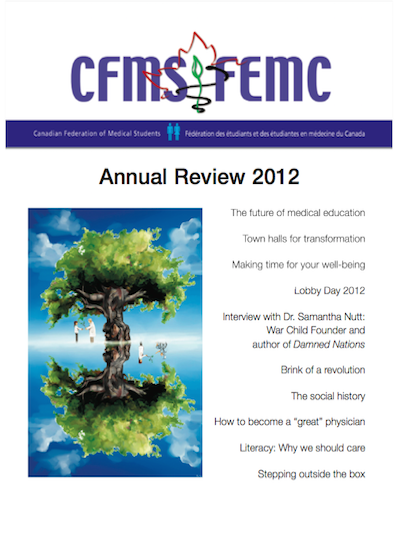 CFMS FEMC
Canadian Federation of Medical Students Fédération des étudiants et des étudiantes en médecine du Canada
Annual Review 2012
The future of medical education
Town halls for transformation
Making time for your well-being
Lobby Day 2012
Interview with Dr. Samantha Nutt:
War Child Founder and
author of Damned Nations
Brink of a revolution
The social history
How to become a “great” physician
Literacy: Why we should care
Stepping outside the box